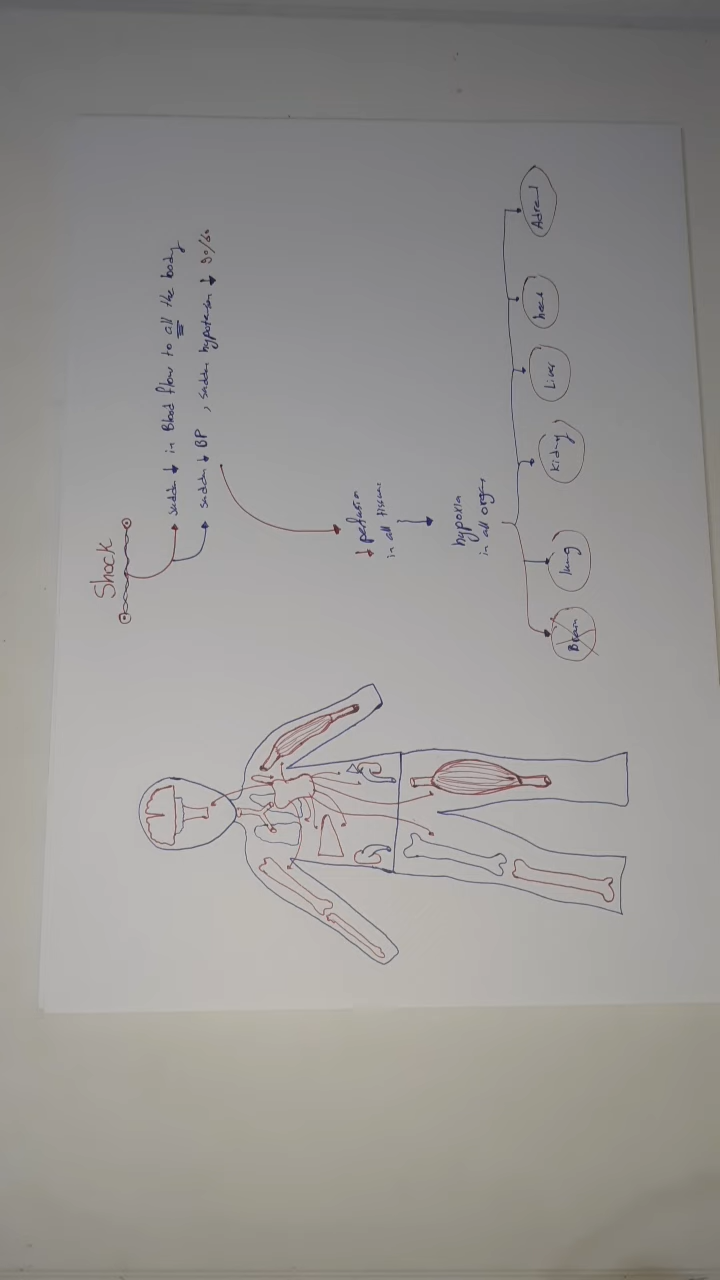 Shock
sudden ↓ in Blood flow to all the body
sudden ↓ BP , sudden hypotension ↓ 90/60
↓ perfusion
in all tissues
hypoxia
in all organs
Brain
lung
Kidney
Liver
heart
Adrenal